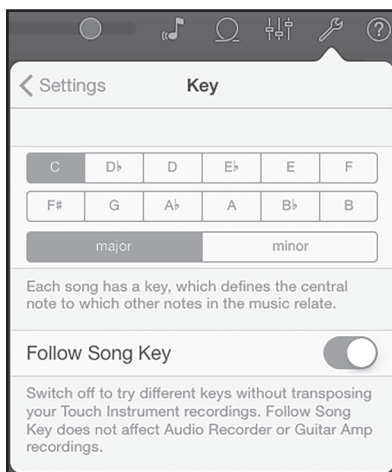 ?
Settings
Key
C D♭ D E♭ E F
F# G A♭ A B♭ B
major minor
Each song has a key, which defines the central
note to which other notes in the music relate.
Follow Song Key
Switch off to try different keys without transposing
your Touch Instrument recordings. Follow Song
Key does not affect Audio Recorder or Guitar Amp
recordings.